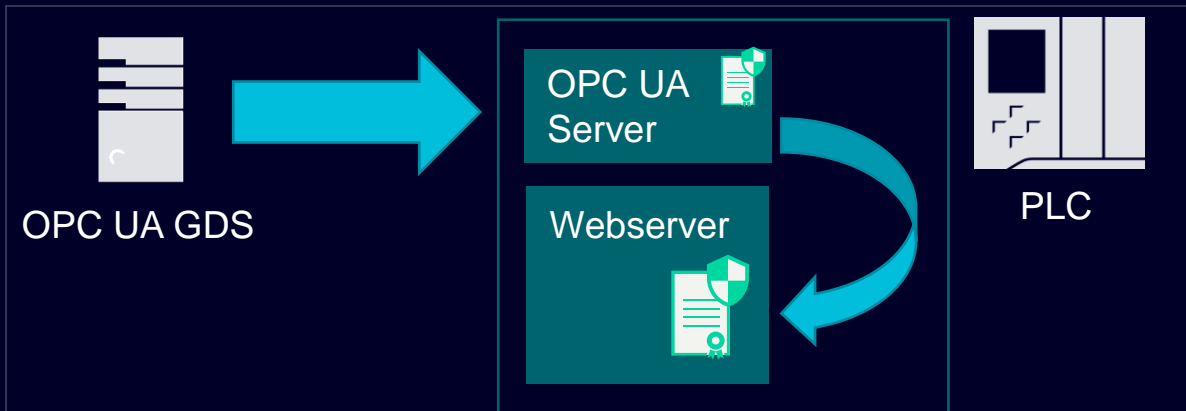 OPC UA GDS
OPC UA
Server
Webserver
PLC